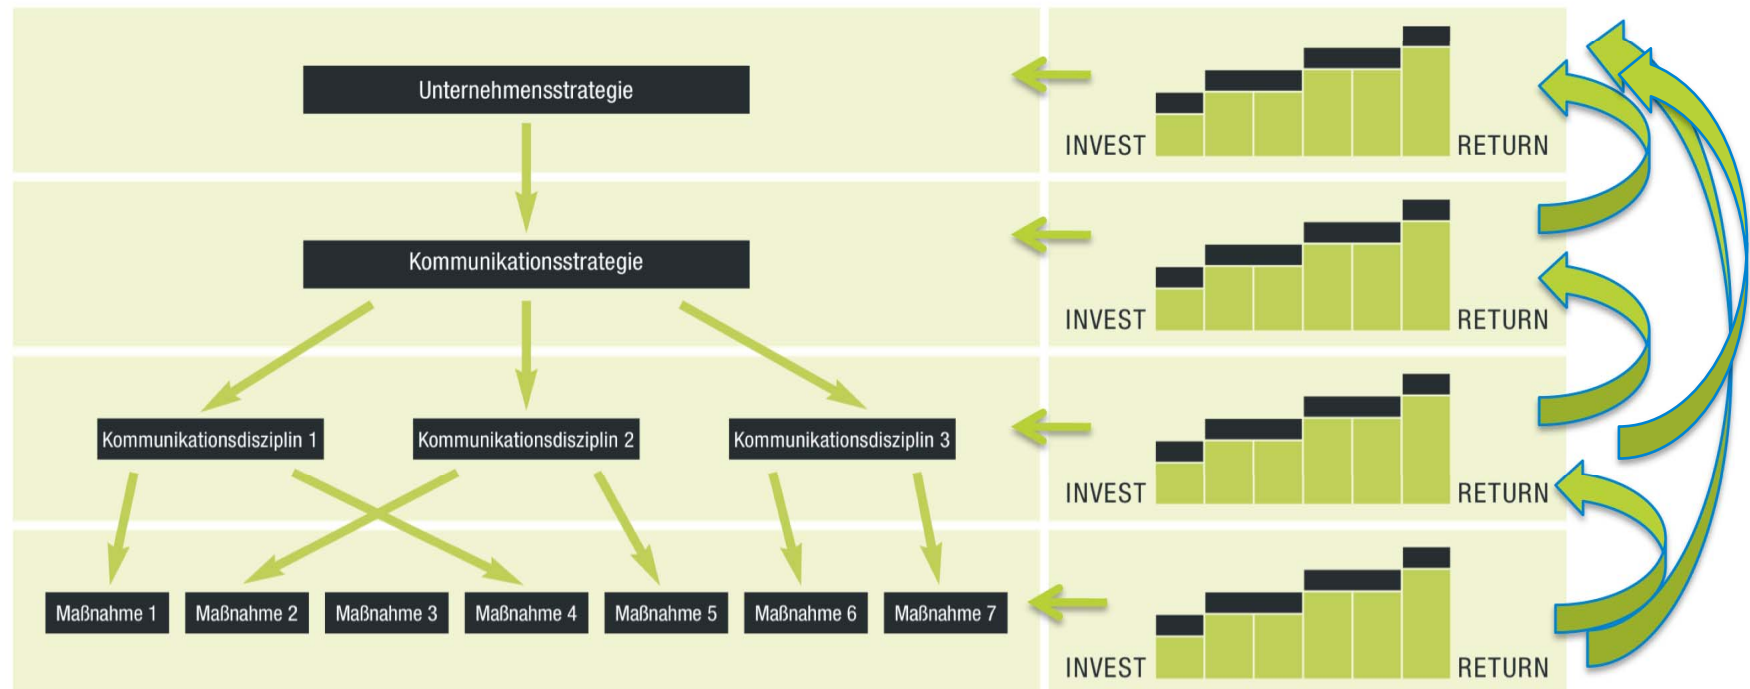 Unternehmensstrategie
INVEST RETURN
Kommunikationsstrategie
INVEST RETURN
Kommunikationsdisziplin 1 Kommunikationsdisziplin 2 Kommunikationsdisziplin 3
INVEST RETURN
Maßnahme 1 Maßnahme 2 Maßnahme 3 Maßnahme 4 Maßnahme 5 Maßnahme 6 Maßnahme 7
INVEST RETURN